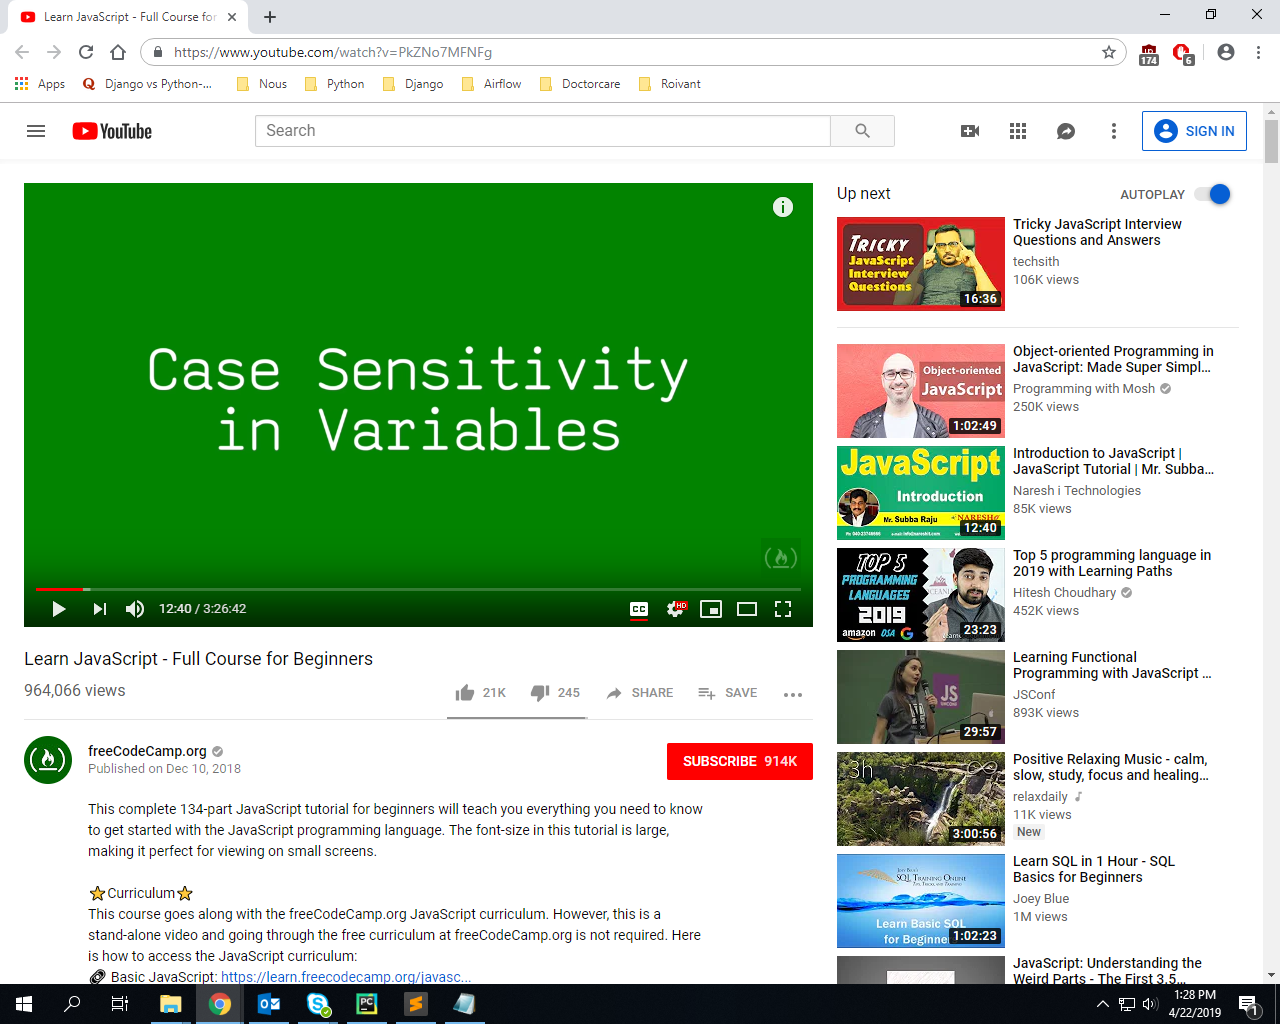 Learn JavaScript - Full Course for
https://www.youtube.com/watch?v=PkZNo7MFNFg
174
6
Apps
Django vs Python-...
Nous
Python
Django
Airflow
Doctorcare
Roivant
YouTube
Search
SIGN IN
Case Sensitivity
in Variables
12:40 / 3:26:42
CC
HD
Learn JavaScript - Full Course for Beginners
964,066 views
21K
245
SHARE
SAVE
freeCodeCamp.org
Published on Dec 10, 2018
SUBSCRIBE 914K
This complete 134-part JavaScript tutorial for beginners will teach you everything you need to know
to get started with the JavaScript programming language. The font-size in this tutorial is large,
making it perfect for viewing on small screens.
⭐Curriculum⭐
This course goes along with the freeCodeCamp.org JavaScript curriculum. However, this is a
stand-alone video and going through the free curriculum at freeCodeCamp.org is not required. Here
is how to access the JavaScript curriculum:
🔗 Basic JavaScript: https://learn.freecodecamp.org/javasc...
Up next
AUTOPLAY
TRICKY
JavaScript
Interview
Questions
16:36
Tricky JavaScript Interview
Questions and Answers
techsith
106K views
Object-oriented
JavaScript
1:02:49
Object-oriented Programming in
JavaScript: Made Super Simpl...
Programming with Mosh
250K views
JavaScript
Introduction
Mr. Subba Raju
12:40
Introduction to JavaScript |
JavaScript Tutorial | Mr. Subba...
Naresh i Technologies
85K views
TOP 5
PROGRAMMING
LANGUAGES
2019
amazon
USA
G
23:23
Top 5 programming language in
2019 with Learning Paths
Hitesh Choudhary
452K views
JS
29:57
Learning Functional
Programming with JavaScript ...
JSConf
893K views
3h
3:00:56
Positive Relaxing Music - calm,
slow, study, focus and healing...
relaxdaily
11K views
New
SQL TRAINING ONLINE
Learn Basic SQL
for Beginne
1:02:23
Learn SQL in 1 Hour - SQL
Basics for Beginners
Joey Blue
1M views
JavaScript: Understanding the
Weird Parts - The First 3.5...
1:28 PM
4/22/2019
1